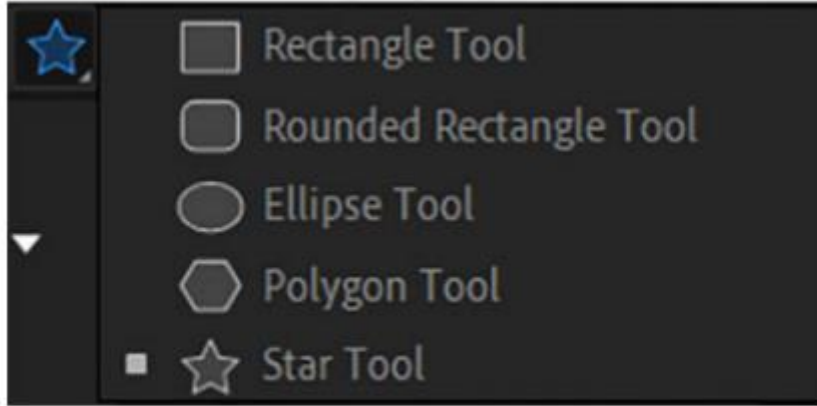 Rectangle Tool
Rounded Rectangle Tool
Ellipse Tool
Polygon Tool
Star Tool